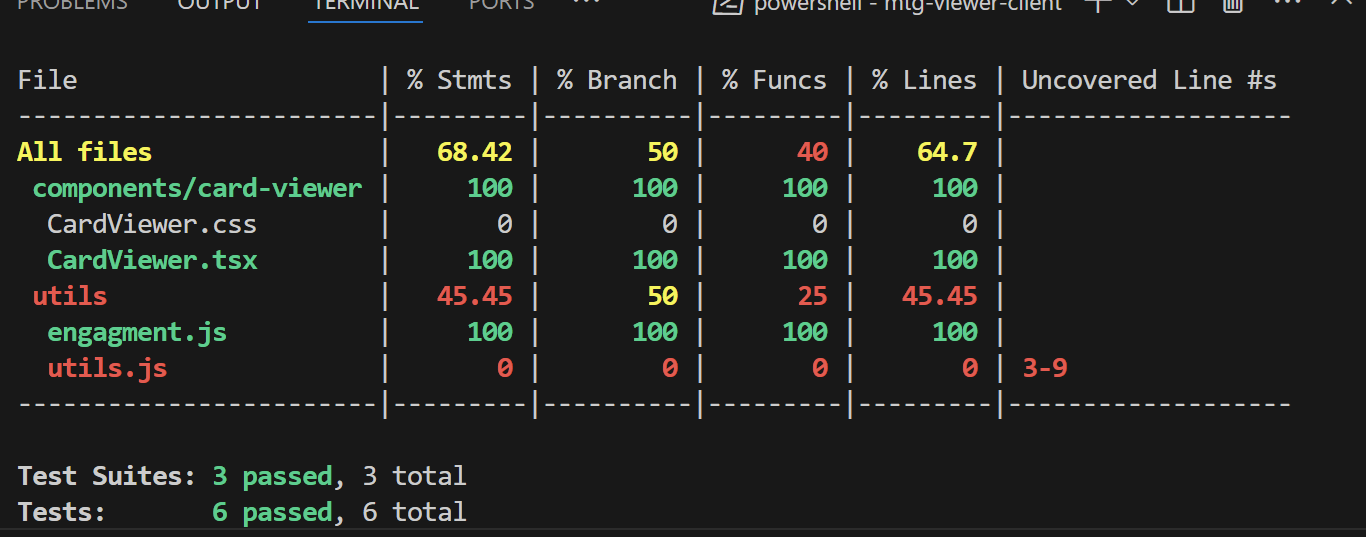 PROBLEMS OUTPUT TERMINAL PORTS ··· powershell - mtg-viewer-client
File | % Stmts | % Branch | % Funcs | % Lines | Uncovered Line #s
------------------------|---------|----------|---------|---------|-------------------
All files | 68.42 | 50 | 40 | 64.7 |
components/card-viewer | 100 | 100 | 100 | 100 |
CardViewer.css | 0 | 0 | 0 | 0 |
CardViewer.tsx | 100 | 100 | 100 | 100 |
utils | 45.45 | 50 | 25 | 45.45 |
engagment.js | 100 | 100 | 100 | 100 |
utils.js | 0 | 0 | 0 | 0 | 3-9
------------------------|---------|----------|---------|---------|-------------------
Test Suites: 3 passed, 3 total
Tests: 6 passed, 6 total